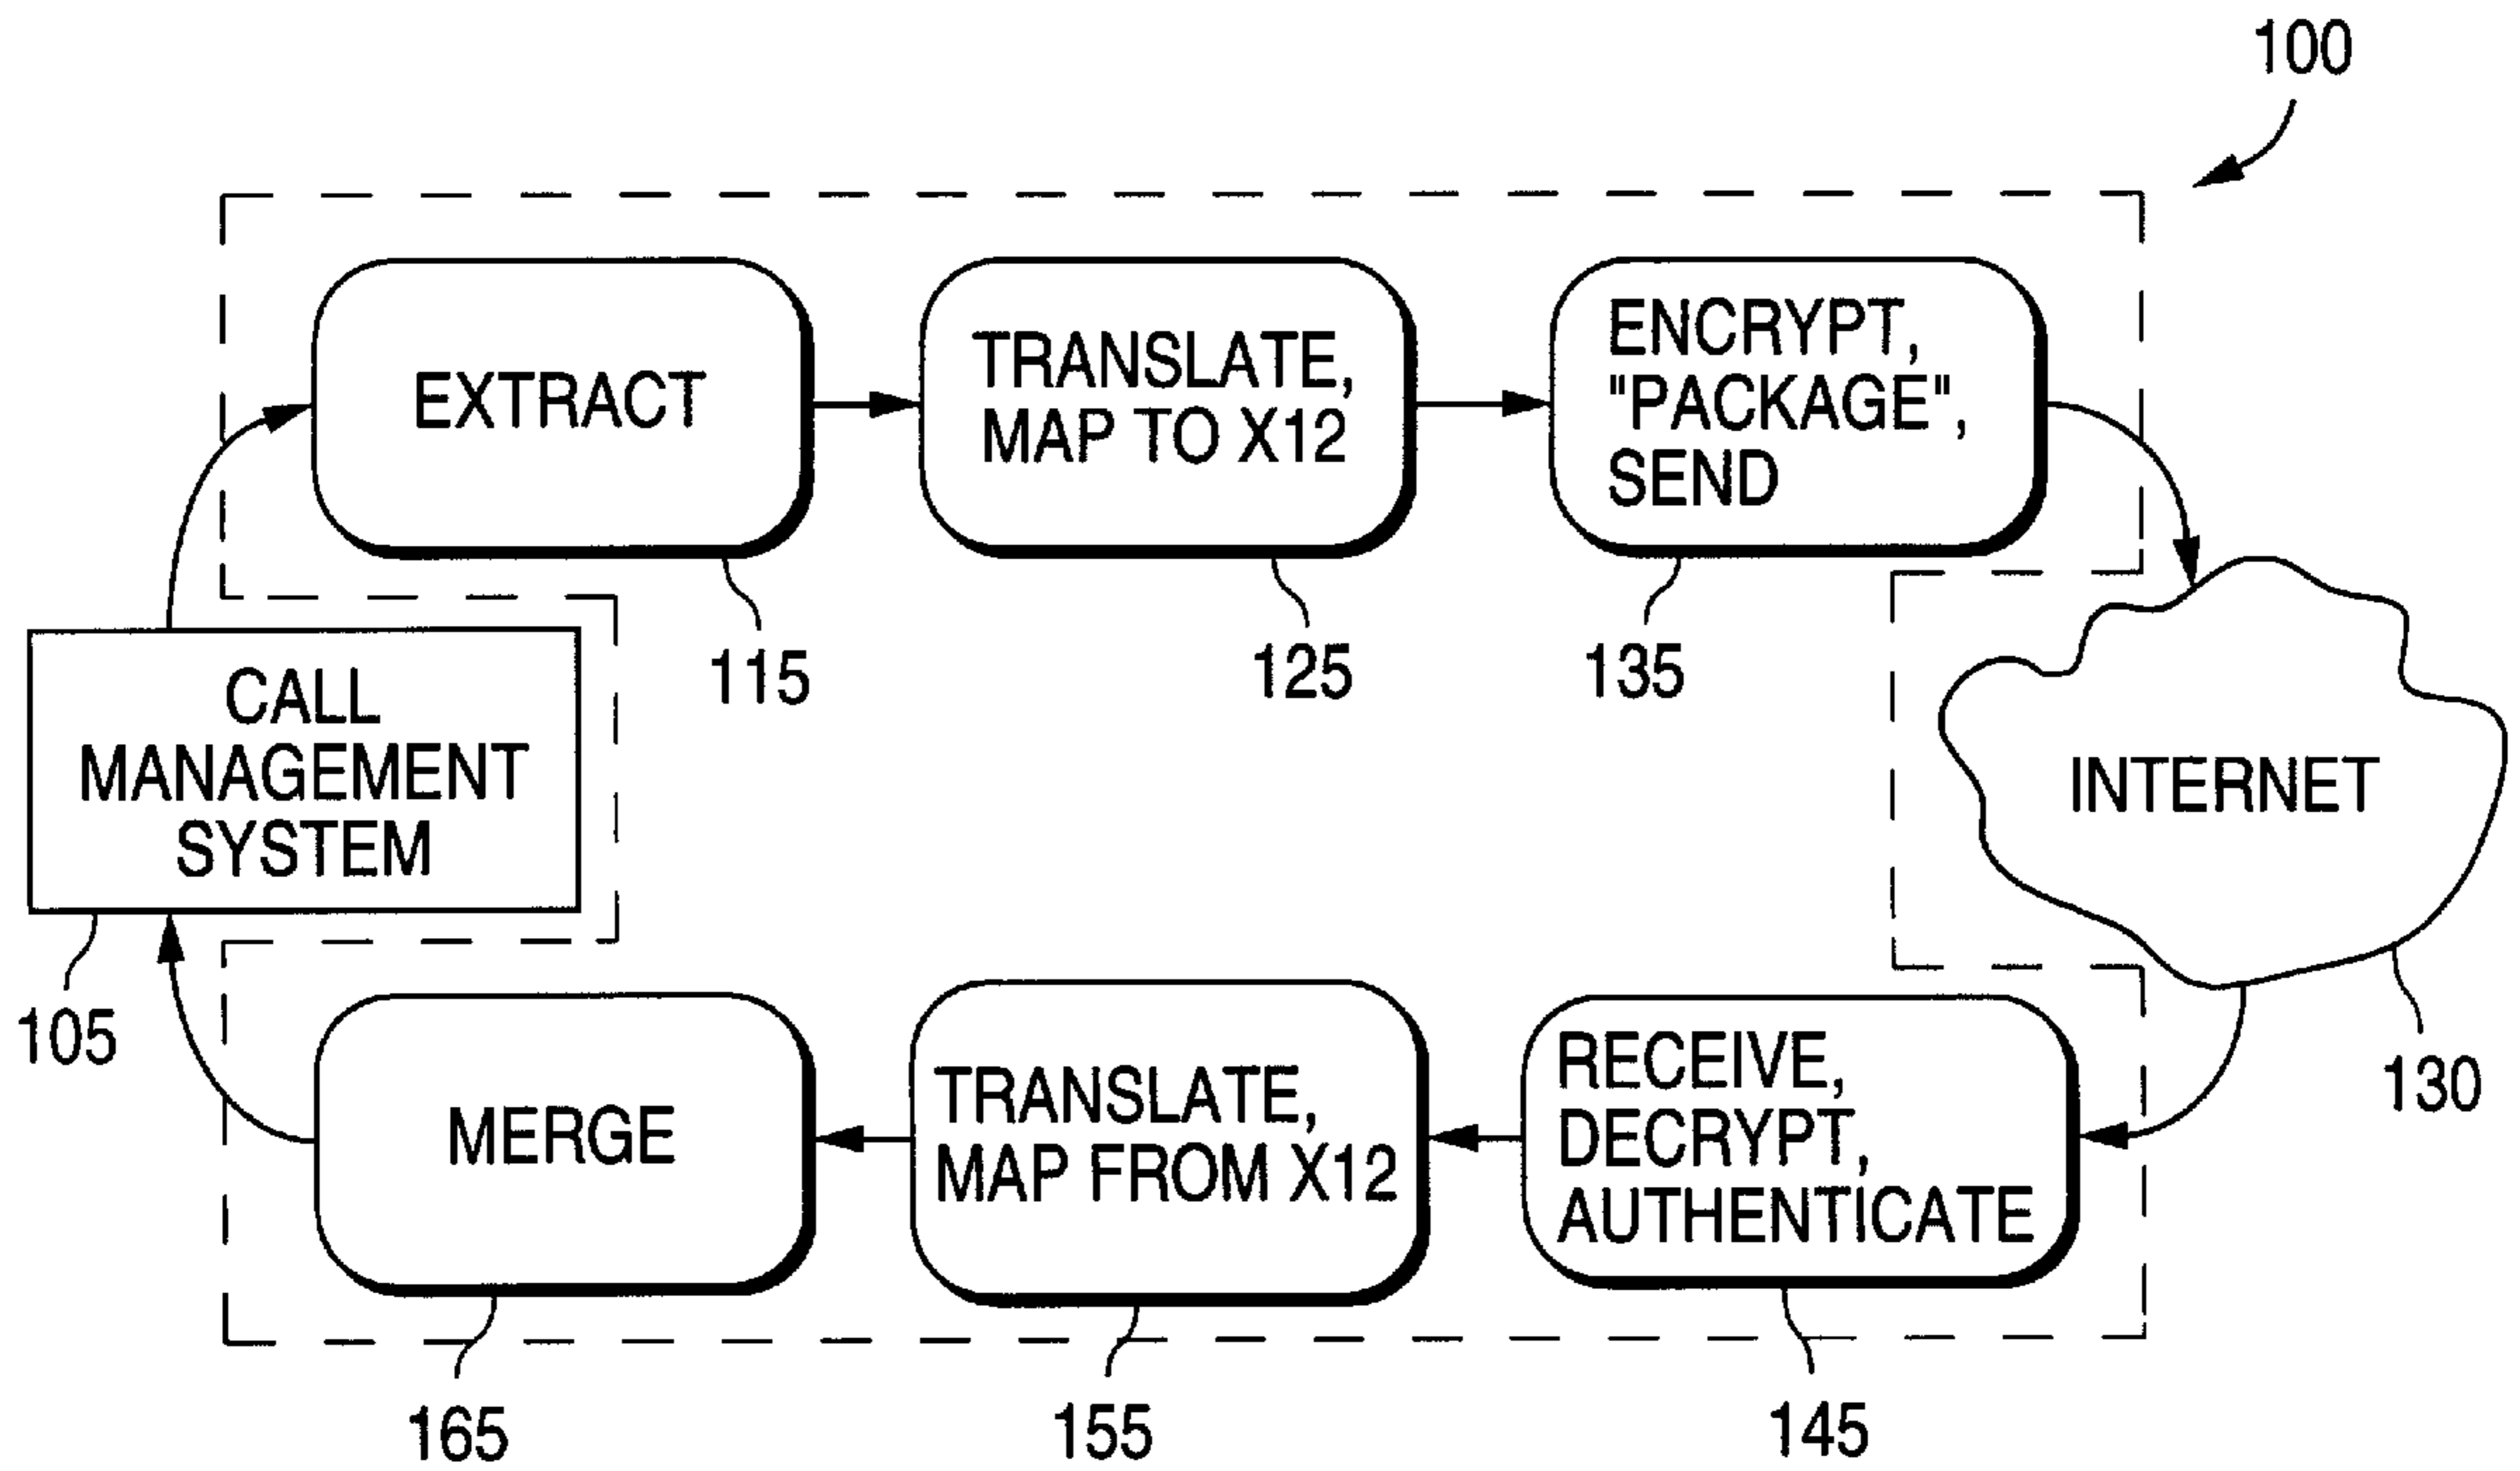 100
EXTRACT
TRANSLATE,
MAP TO X12
ENCRYPT,
"PACKAGE",
SEND
115
125
135
CALL
MANAGEMENT
SYSTEM
INTERNET
105
130
MERGE
TRANSLATE,
MAP FROM X12
RECEIVE,
DECRYPT,
AUTHENTICATE
165
155
145